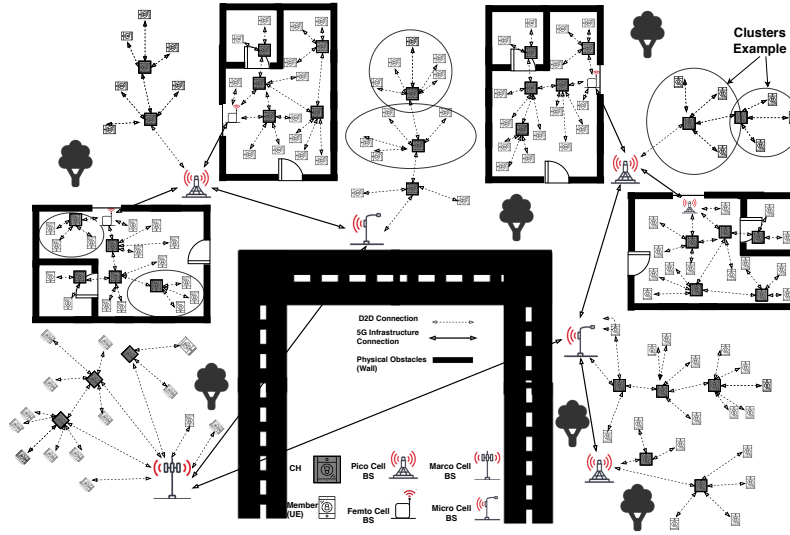 Clusters
Example
D2D Connection
5G Infrastructure
Connection
Physical Obstacles
(Wall)
CH
Pico Cell
BS
Marco Cell
BS
Member
(UE)
Femto Cell
BS
Micro Cell
BS